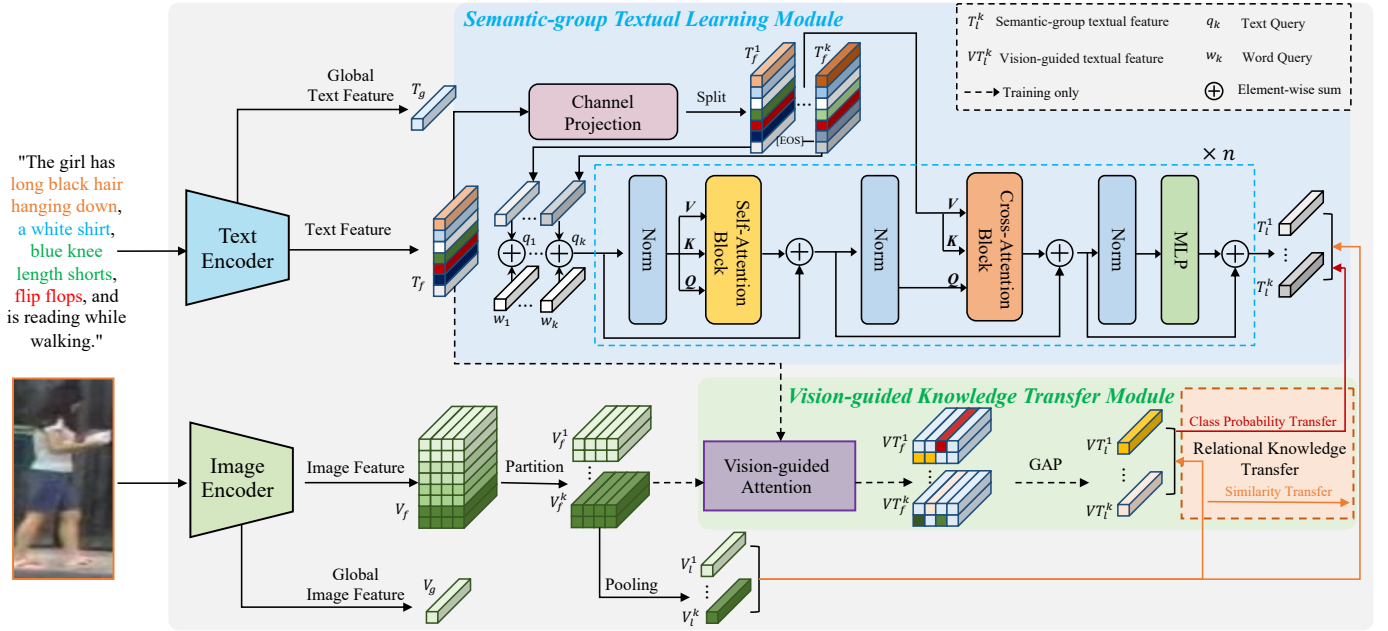 Semantic-group Textual Learning Module
T_l^k Semantic-group textual feature
q_k Text Query
VT_l^k Vision-guided textual feature
w_k Word Query
Training only
Element-wise sum
Global
Text Feature
T_g
Channel
Projection
Split
T_f^1
...
T_f^k
[EOS]
× n
"The girl has
long black hair
hanging down,
a white shirt,
blue knee
length shorts,
flip flops, and
is reading while
walking."
Text
Encoder
Text Feature
T_f
...
q_1
...
q_k
w_1
...
w_k
Norm
V
K
Q
Self-Attention
Block
Norm
V
K
Q
Cross-Attention
Block
Norm
MLP
T_l^1
...
T_l^k
Vision-guided Knowledge Transfer Module
Image
Encoder
Image Feature
V_f
Partition
V_f^1
...
V_f^k
Vision-guided
Attention
VT_f^1
...
VT_f^k
GAP
VT_l^1
...
VT_l^k
Class Probability Transfer
Relational Knowledge
Transfer
Similarity Transfer
Global
Image Feature
V_g
Pooling
V_l^1
...
V_l^k